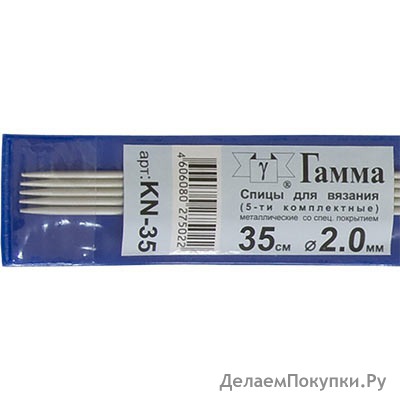 арт: KN-35
4606080 275022
γ ® Гамма
Спицы для вязания
(5-ти комплектные)
металлические со спец. покрытием
35см ø 2.0мм
ДелаемПокупки.Ру